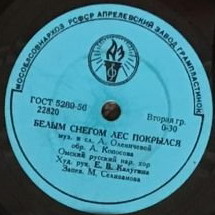 МОСОБЛСОВНАРХОЗ РСФСР АПРЕЛЕВСКИЙ ЗАВОД ГРАМПЛАСТИНОК
ГОСТ 5289-56
22820
Вторая гр.
0-30
БЕЛЫМ СНЕГОМ ЛЕС ПОКРЫЛСЯ
муз. и сл. А. Оленичевой
обр. А. Копосова
Омский русский нар. хор
Худ. рук. Е. В. Калугина
Запев. М. Селиванова